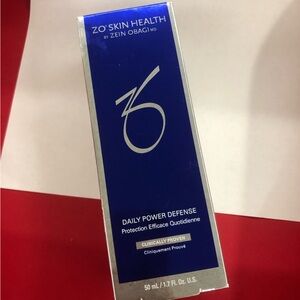 ZO® SKIN HEALTH
BY ZEIN OBAGI MD
DAILY POWER DEFENSE
Protection Efficace Quotidienne
CLINICALLY PROVEN
Cliniquement Prouvé
50 mL / 1.7 Fl. Oz. U.S.